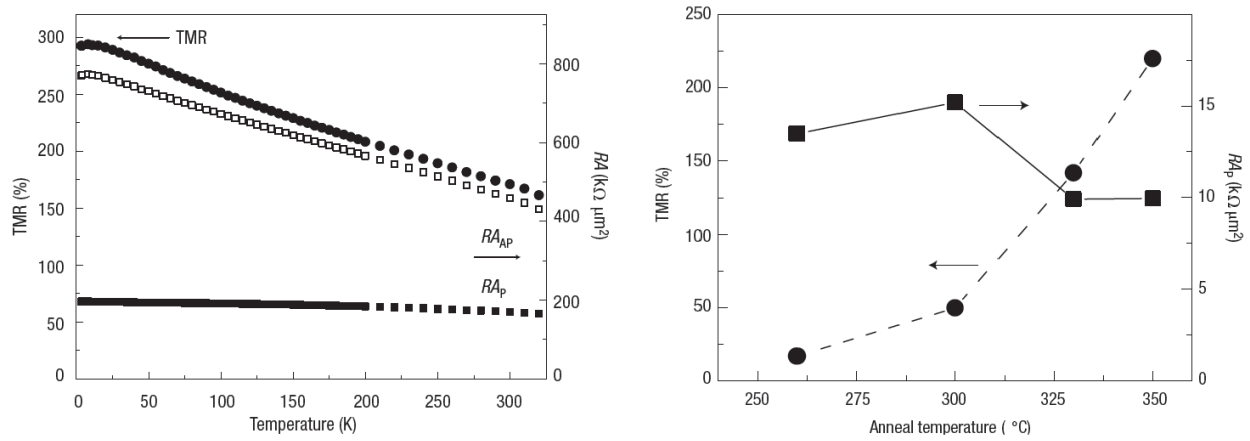 300
250
200
150
100
50
0
TMR (%)
TMR
RA_AP
RA_P
800
600
400
200
0
RA (kΩ μm²)
0 50 100 150 200 250 300
Temperature (K)
250
200
150
100
50
0
TMR (%)
15
10
5
0
RA_P (kΩ μm²)
250 275 300 325 350
Anneal temperature ( °C)